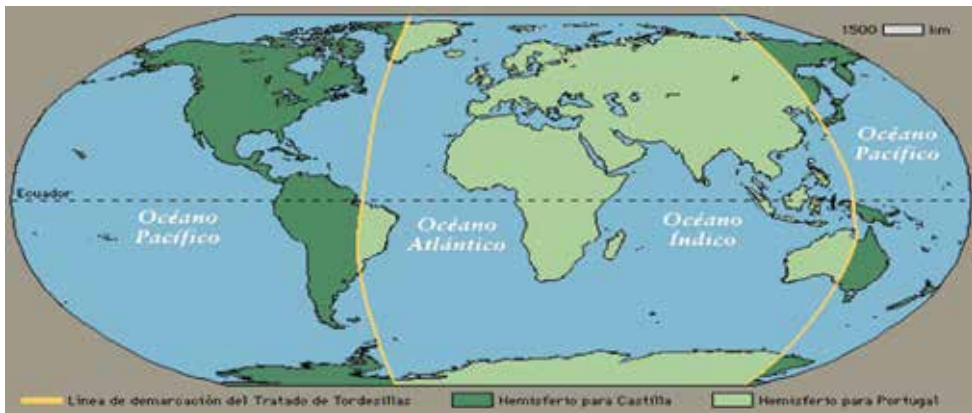 1500 km
Océano
Pacífico
Ecuador
Océano
Pacífico
Océano
Atlántico
Océano
Índico
Línea de demarcación del Tratado de Tordesillas
Hemisferio para Castilla
Hemisferio para Portugal